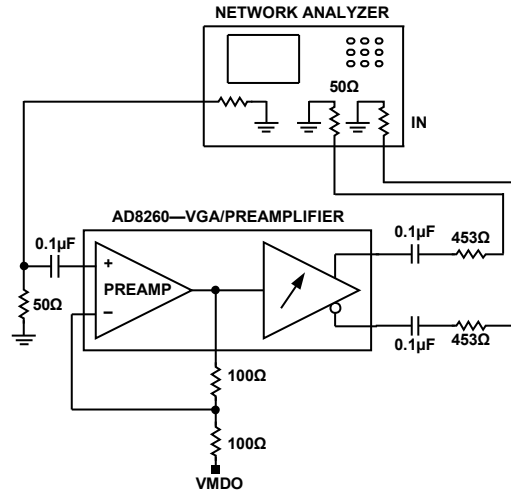 NETWORK ANALYZER
50Ω
IN
AD8260—VGA/PREAMPLIFIER
0.1µF
0.1µF
453Ω
+
PREAMP
50Ω
−
0.1µF
453Ω
100Ω
100Ω
VMDO